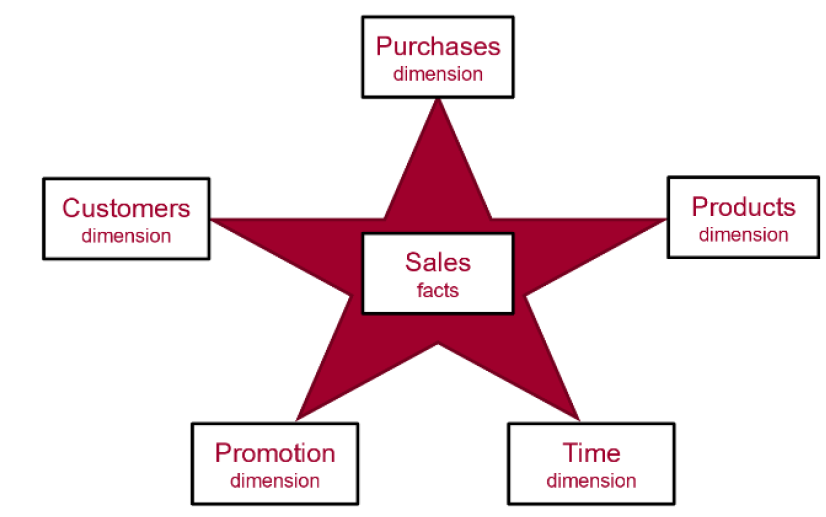 Purchases
dimension
Customers
dimension
Products
dimension
Sales
facts
Promotion
dimension
Time
dimension